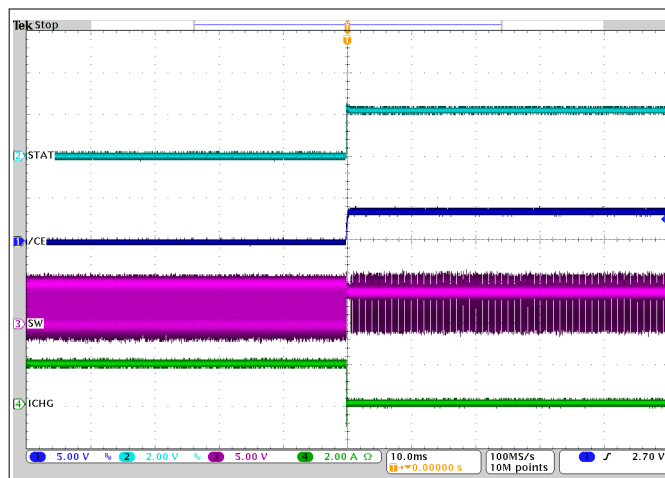 Tek Stop
T
T
2 STAT
1 /CE
3 SW
4 ICHG
1 5.00 V 2 2.00 V 3 5.00 V 4 2.00 A Ω 10.0ms 100MS/s 1 2.70 V
T→▼0.00000 s 10M points